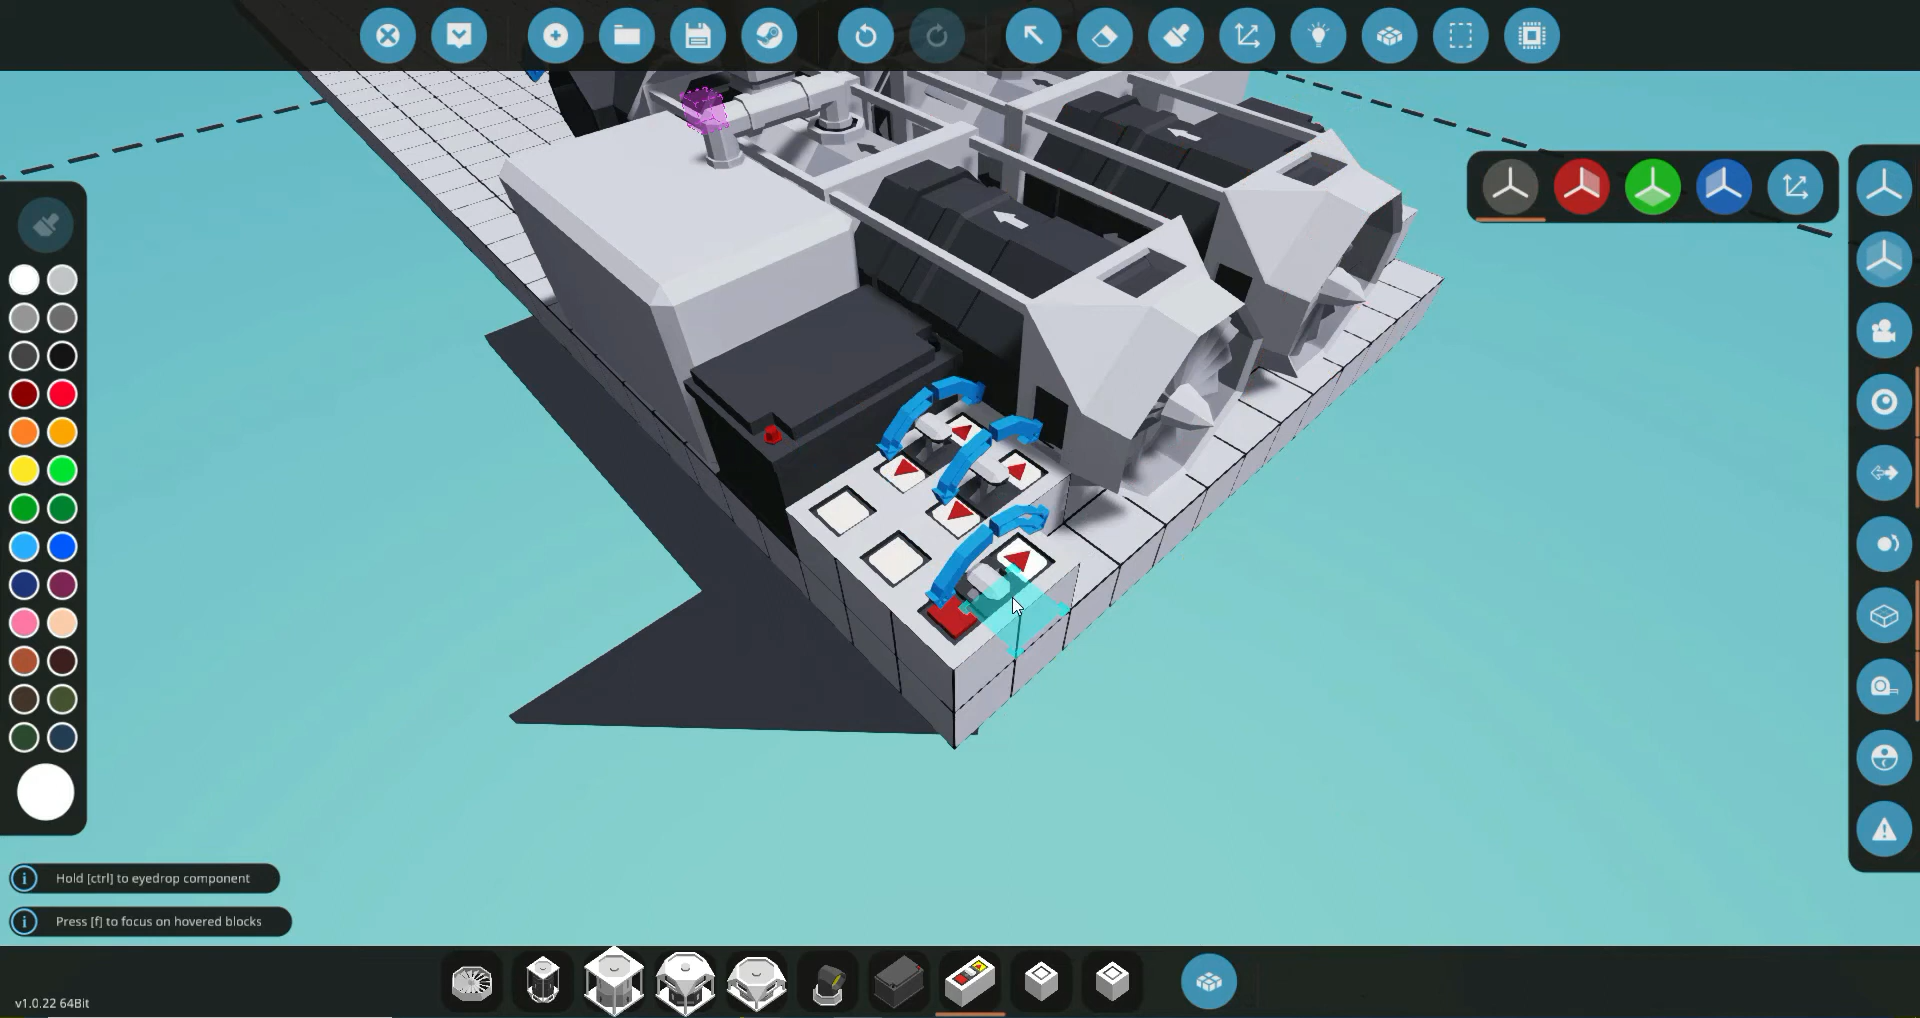 Hold [ctrl] to eyedrop component
Press [f] to focus on hovered blocks
v1.0.22 64Bit